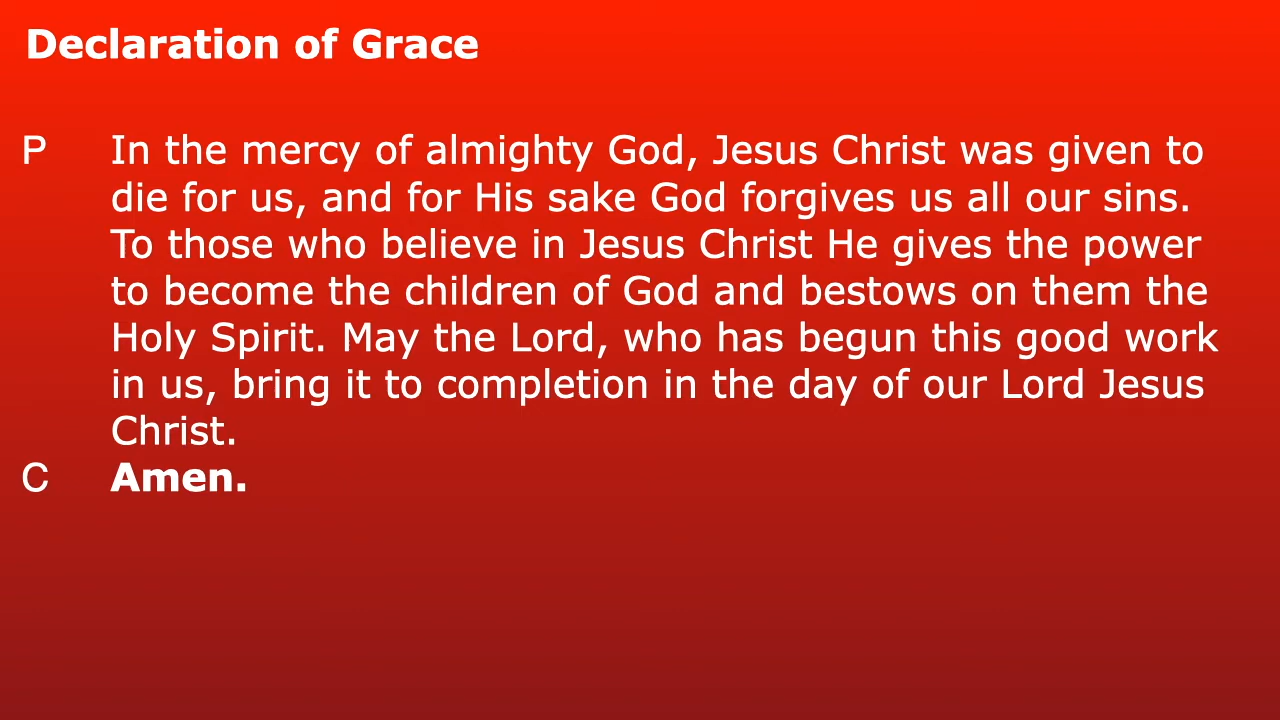 Declaration of Grace
P In the mercy of almighty God, Jesus Christ was given to
die for us, and for His sake God forgives us all our sins.
To those who believe in Jesus Christ He gives the power
to become the children of God and bestows on them the
Holy Spirit. May the Lord, who has begun this good work
in us, bring it to completion in the day of our Lord Jesus
Christ.
C Amen.